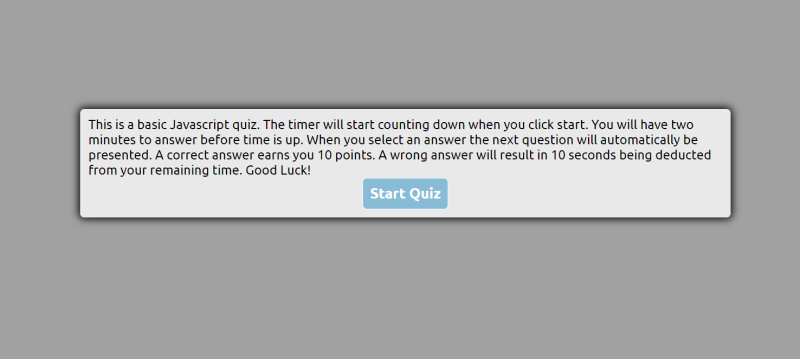 This is a basic Javascript quiz. The timer will start counting down when you click start. You will have two
minutes to answer before time is up. When you select an answer the next question will automatically be
presented. A correct answer earns you 10 points. A wrong answer will result in 10 seconds being deducted
from your remaining time. Good Luck!
Start Quiz